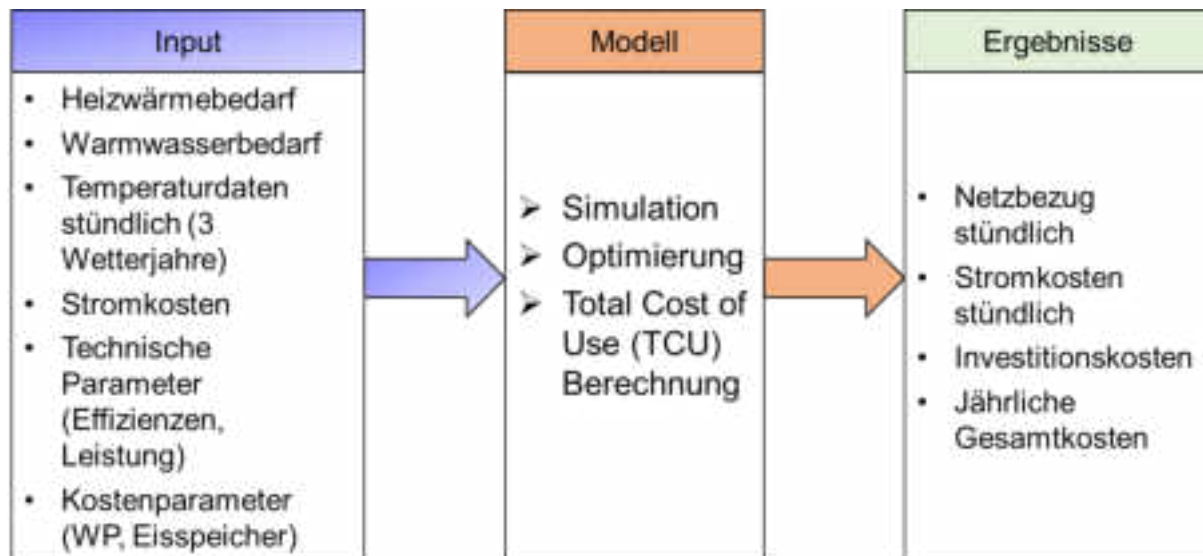 Input
• Heizwärmebedarf
• Warmwasserbedarf
• Temperaturdaten
stündlich (3
Wetterjahre)
• Stromkosten
• Technische
Parameter
(Effizienzen,
Leistung)
• Kostenparameter
(WP, Eisspeicher)
Modell
➢ Simulation
➢ Optimierung
➢ Total Cost of
Use (TCU)
Berechnung
Ergebnisse
• Netzbezug
stündlich
• Stromkosten
stündlich
• Investitionskosten
• Jährliche
Gesamtkosten